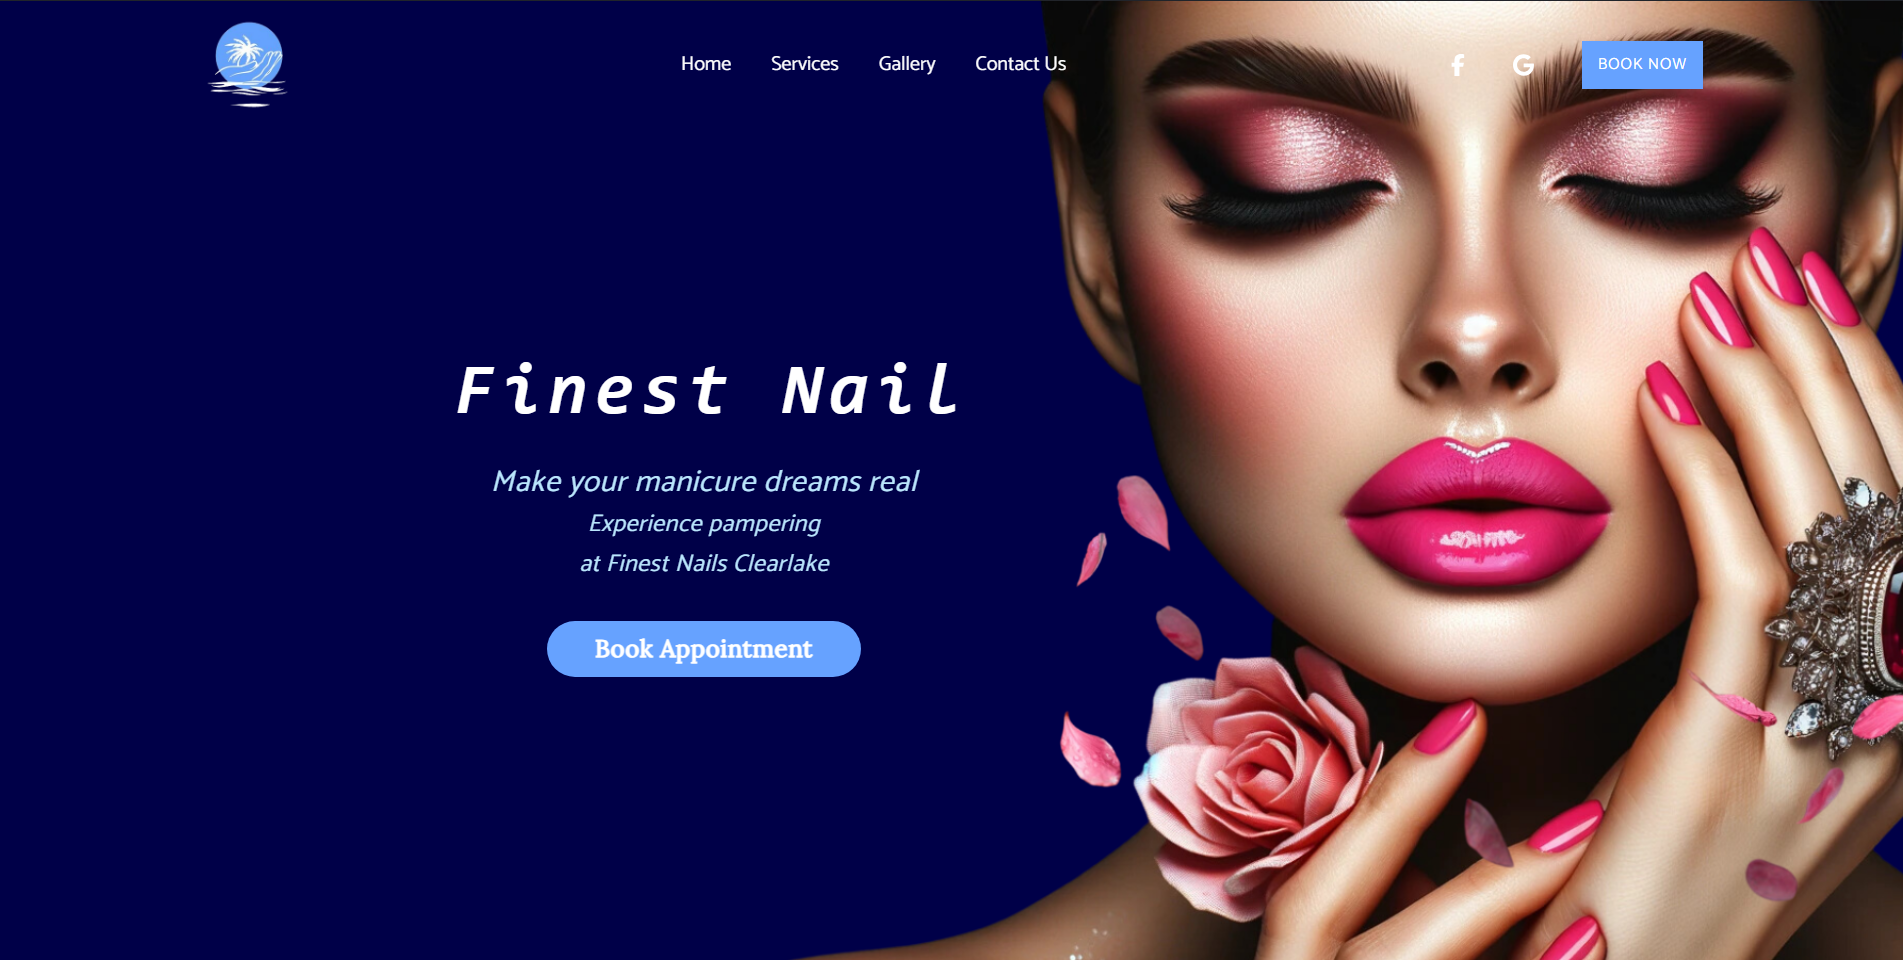 Home Services Gallery Contact Us BOOK NOW
Finest Nail
Make your manicure dreams real
Experience pampering
at Finest Nails Clearlake
Book Appointment